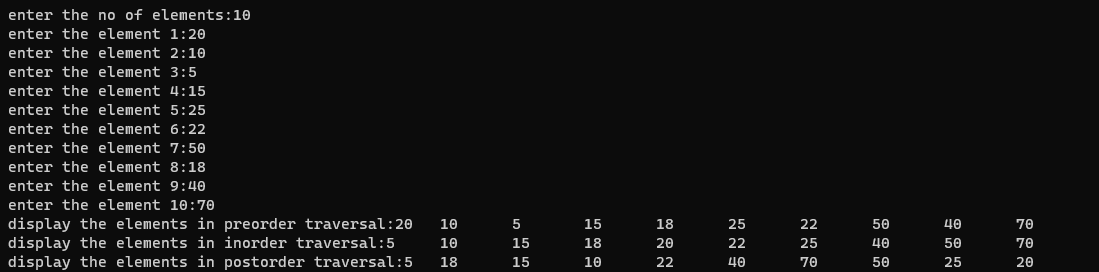 enter the no of elements:10
enter the element 1:20
enter the element 2:10
enter the element 3:5
enter the element 4:15
enter the element 5:25
enter the element 6:22
enter the element 7:50
enter the element 8:18
enter the element 9:40
enter the element 10:70
display the elements in preorder traversal:20	10	5	15	18	25	22	50	40	70
display the elements in inorder traversal:5	10	15	18	20	22	25	40	50	70
display the elements in postorder traversal:5	18	15	10	22	40	70	50	25	20